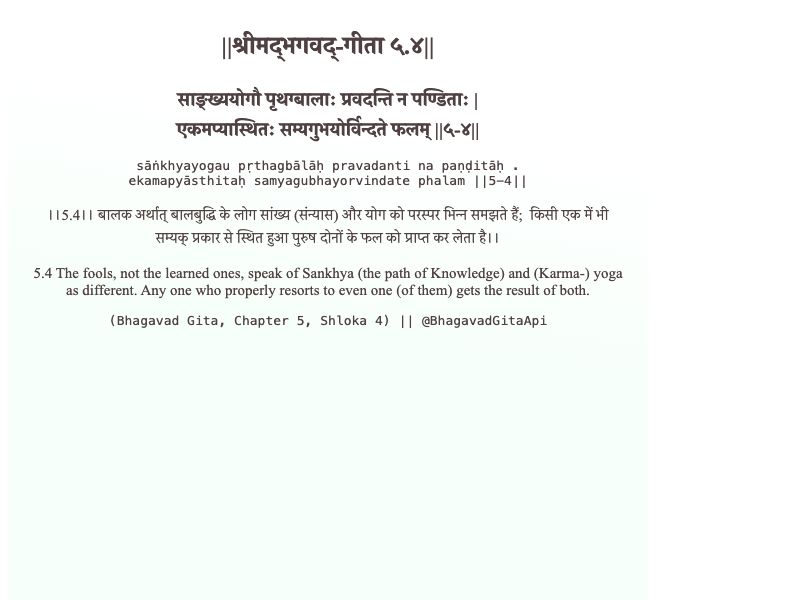 ||श्रीमद्‍भगवद्‍-गीता ५.४||
साङ्ख्ययोगौ पृथग्बालाः प्रवदन्ति न पण्डिताः |
एकमप्यास्थितः सम्यगुभयोर्विन्दते फलम् ||५-४||
sāṅkhyayogau pṛthagbālāḥ pravadanti na paṇḍitāḥ .
ekamapyāsthitaḥ samyagubhayorvindate phalam ||5-4||
।।5.4।। बालक अर्थात् बालबुद्धि के लोग सांख्य (संन्यास) और योग को परस्पर भिन्न समझते हैं; किसी एक में भी
सम्यक् प्रकार से स्थित हुआ पुरुष दोनों के फल को प्राप्त कर लेता है।।
5.4 The fools, not the learned ones, speak of Sankhya (the path of Knowledge) and (Karma-) yoga
as different. Any one who properly resorts to even one (of them) gets the result of both.
(Bhagavad Gita, Chapter 5, Shloka 4) || @BhagavadGitaApi